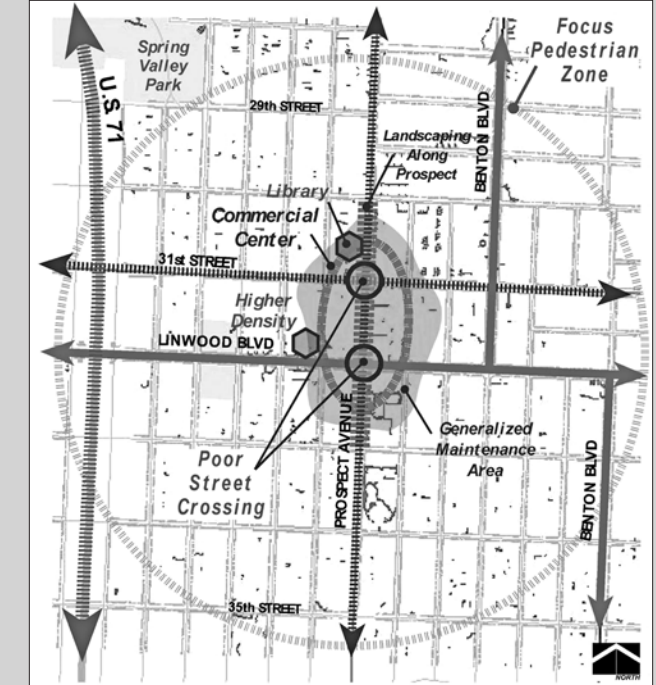 Focus
Pedestrian
Zone
Spring
Valley
Park
U.S. 71
29th STREET
BENTON BLVD
Landscaping
Along
Prospect
Library
Commercial
Center
31st STREET
Higher
Density
LINWOOD BLVD
PROSPECT AVENUE
Generalized
Maintenance
Area
BENTON BLVD
Poor
Street
Crossing
35th STREET
NORTH